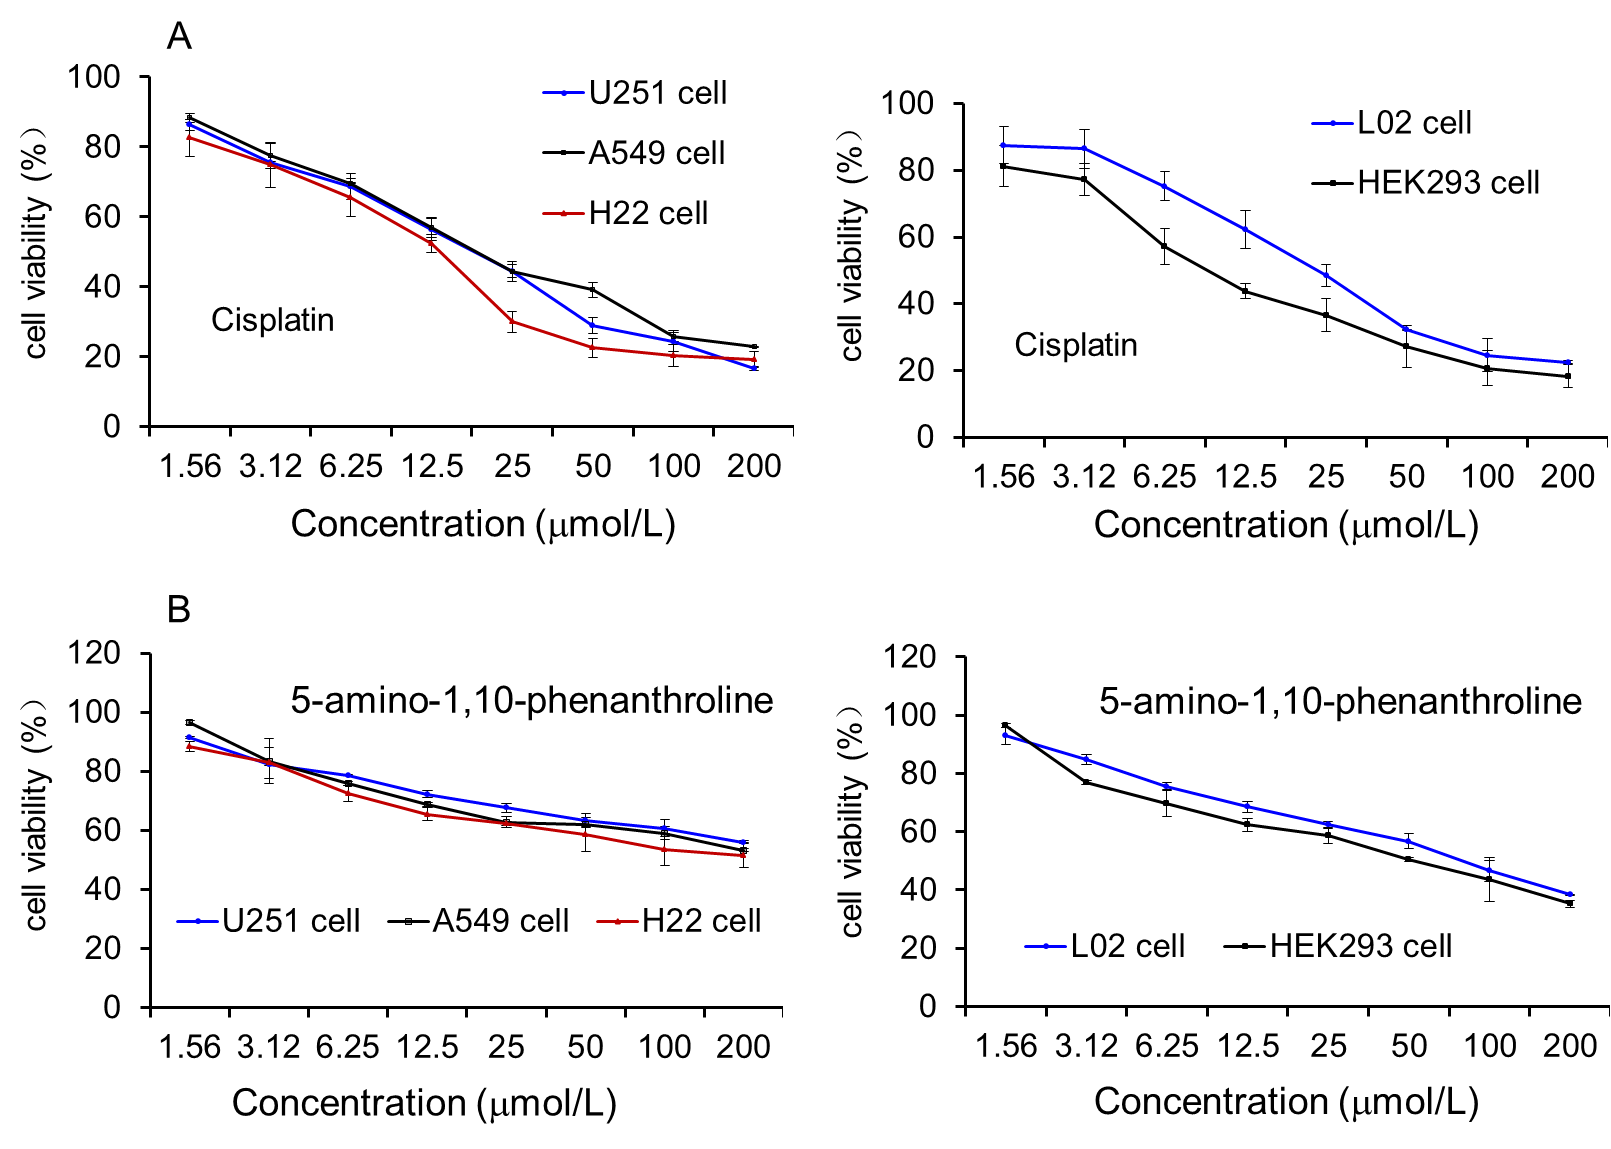 A
100
80
60
40
20
0
cell viability (%)
U251 cell
A549 cell
H22 cell
Cisplatin
1.56 3.12 6.25 12.5 25 50 100 200
Concentration (μmol/L)
100
80
60
40
20
0
cell viability (%)
L02 cell
HEK293 cell
Cisplatin
1.56 3.12 6.25 12.5 25 50 100 200
Concentration (μmol/L)
B
120
100
80
60
40
20
0
cell viability (%)
5-amino-1,10-phenanthroline
U251 cell A549 cell H22 cell
1.56 3.12 6.25 12.5 25 50 100 200
Concentration (μmol/L)
120
100
80
60
40
20
0
cell viability (%)
5-amino-1,10-phenanthroline
L02 cell HEK293 cell
1.56 3.12 6.25 12.5 25 50 100 200
Concentration (μmol/L)